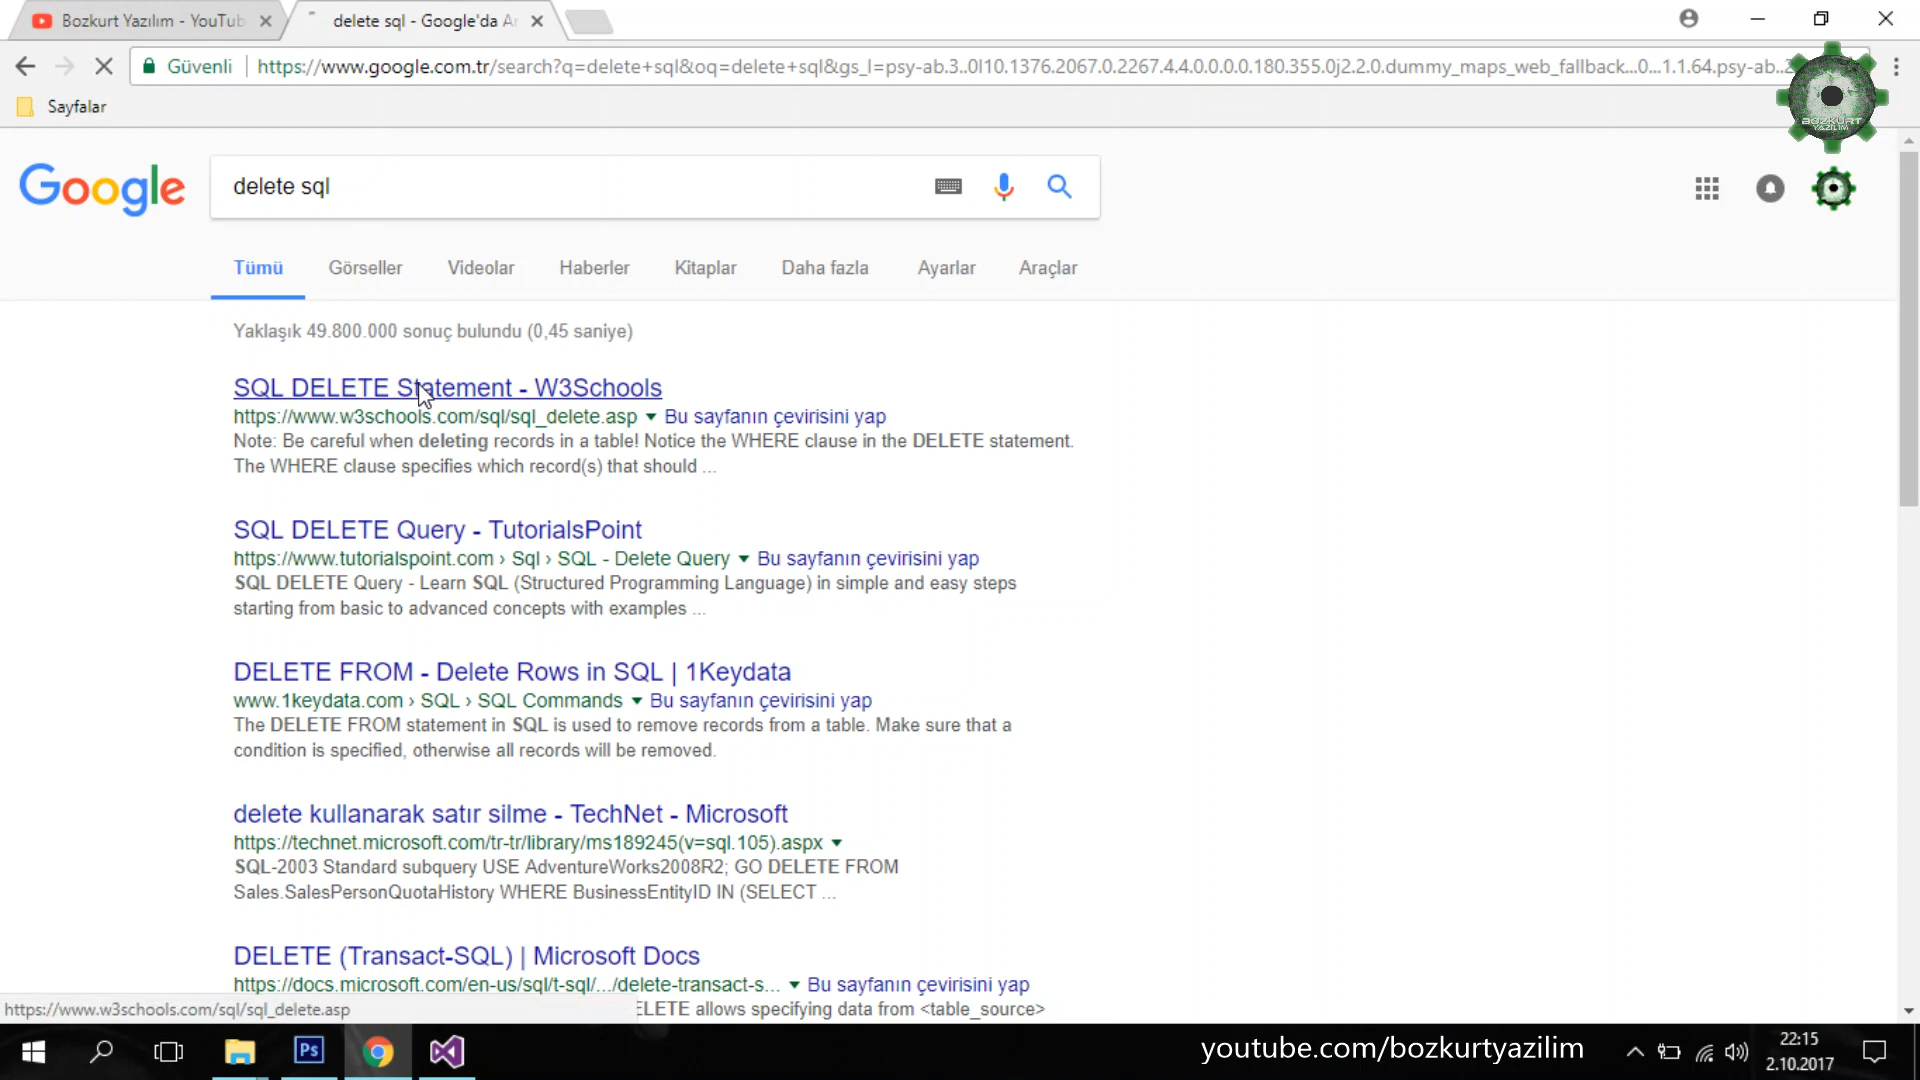 Bozkurt Yazılım - YouTub
delete sql - Google'da Ar
Güvenli
https://www.google.com.tr/search?q=delete+sql&oq=delete+sql&gs_l=psy-ab.3..0l10.1376.2067.0.2267.4.4.0.0.0.0.180.355.0j2.2.0.dummy_maps_web_fallback...0...1.1.64.psy-ab..2
Sayfalar
BOZKURT
YAZILIM
Google
delete sql
Tümü
Görseller
Videolar
Haberler
Kitaplar
Daha fazla
Ayarlar
Araçlar
Yaklaşık 49.800.000 sonuç bulundu (0,45 saniye)
SQL DELETE Statement - W3Schools
https://www.w3schools.com/sql/sql_delete.asp ▼ Bu sayfanın çevirisini yap
Note: Be careful when deleting records in a table! Notice the WHERE clause in the DELETE statement.
The WHERE clause specifies which record(s) that should ...
SQL DELETE Query - TutorialsPoint
https://www.tutorialspoint.com › Sql › SQL - Delete Query ▼ Bu sayfanın çevirisini yap
SQL DELETE Query - Learn SQL (Structured Programming Language) in simple and easy steps
starting from basic to advanced concepts with examples ...
DELETE FROM - Delete Rows in SQL | 1Keydata
www.1keydata.com › SQL › SQL Commands ▼ Bu sayfanın çevirisini yap
The DELETE FROM statement in SQL is used to remove records from a table. Make sure that a
condition is specified, otherwise all records will be removed.
delete kullanarak satır silme - TechNet - Microsoft
https://technet.microsoft.com/tr-tr/library/ms189245(v=sql.105).aspx ▼
SQL-2003 Standard subquery USE AdventureWorks2008R2; GO DELETE FROM
Sales.SalesPersonQuotaHistory WHERE BusinessEntityID IN (SELECT ...
DELETE (Transact-SQL) | Microsoft Docs
https://docs.microsoft.com/en-us/sql/t-sql/.../delete-transact-s... ▼ Bu sayfanın çevirisini yap
ELETE allows specifying data from <table_source>
https://www.w3schools.com/sql/sql_delete.asp
Ps
youtube.com/bozkurtyazilim
22:15
2.10.2017